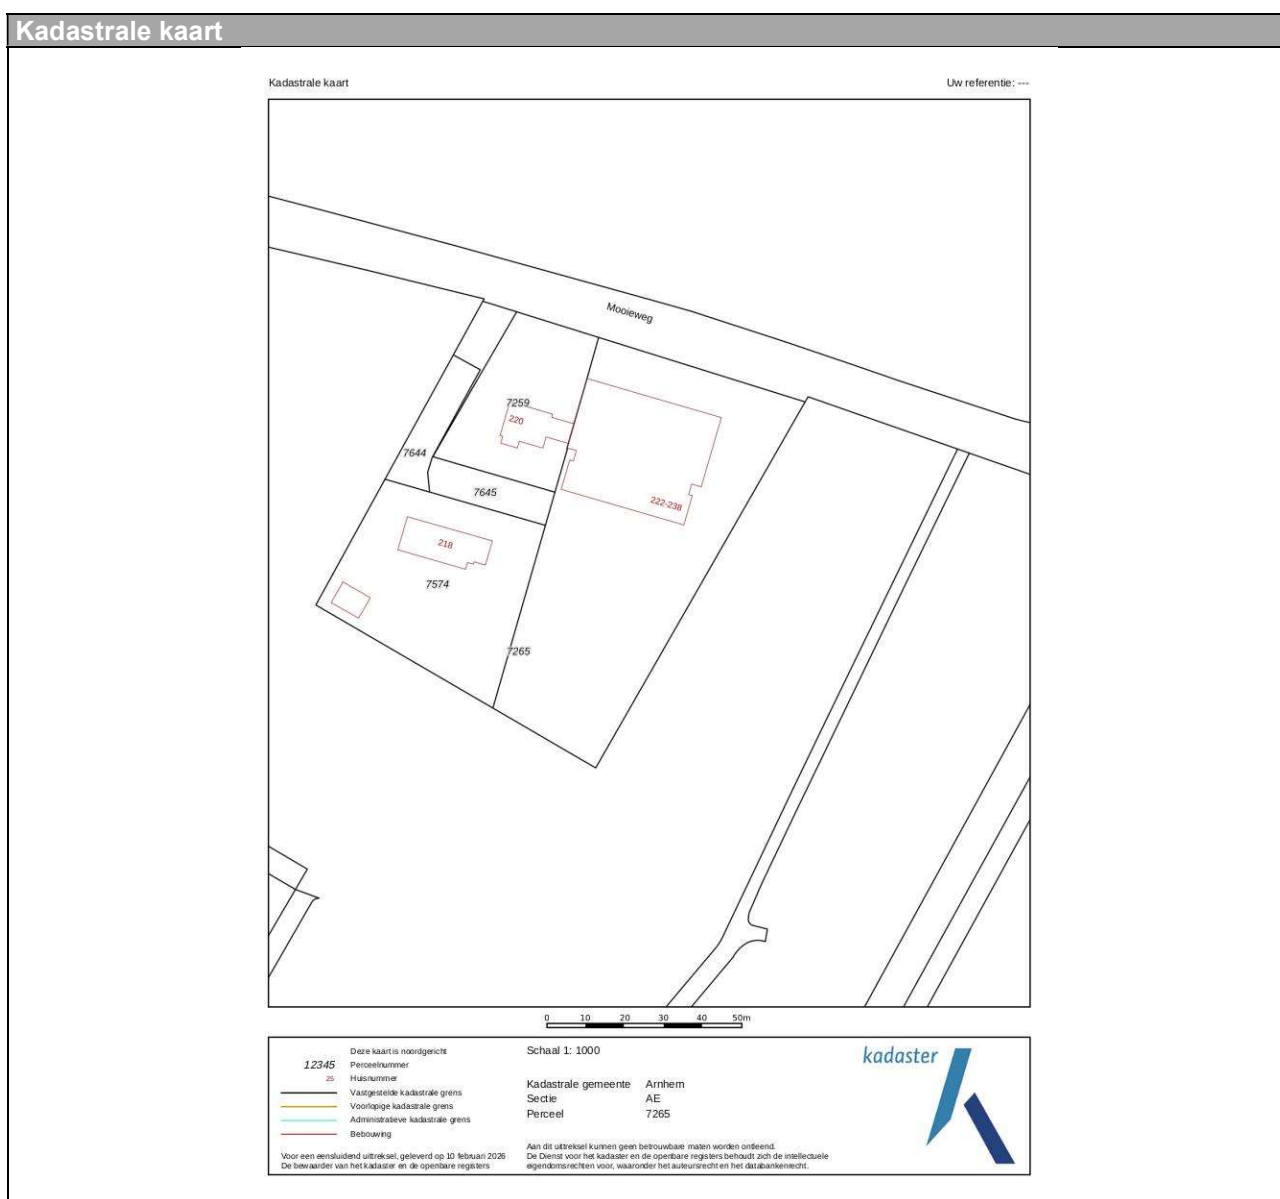 Kadastrale kaart
Kadastrale kaart
Uw referentie: ---
Mooieweg
7259
220
7644
7645
222-238
218
7574
7265
0 10 20 30 40 50m
Deze kaart is noordgericht
12345 Perceelnummer
25 Huisnummer
Vastgestelde kadastrale grens
Voorlopige kadastrale grens
Administratieve kadastrale grens
Bebouwing
Voor een eensluidend uittreksel, geleverd op 10 februari 2026
De bewaarder van het kadaster en de openbare registers
Schaal 1: 1000
Kadastrale gemeente Arnhem
Sectie AE
Perceel 7265
Aan dit uittreksel kunnen geen betrouwbare maten worden ontleend.
De Dienst voor het kadaster en de openbare registers behoudt zich de intellectuele
eigendomsrechten voor, waaronder het auteursrecht en het databankenrecht.
kadaster